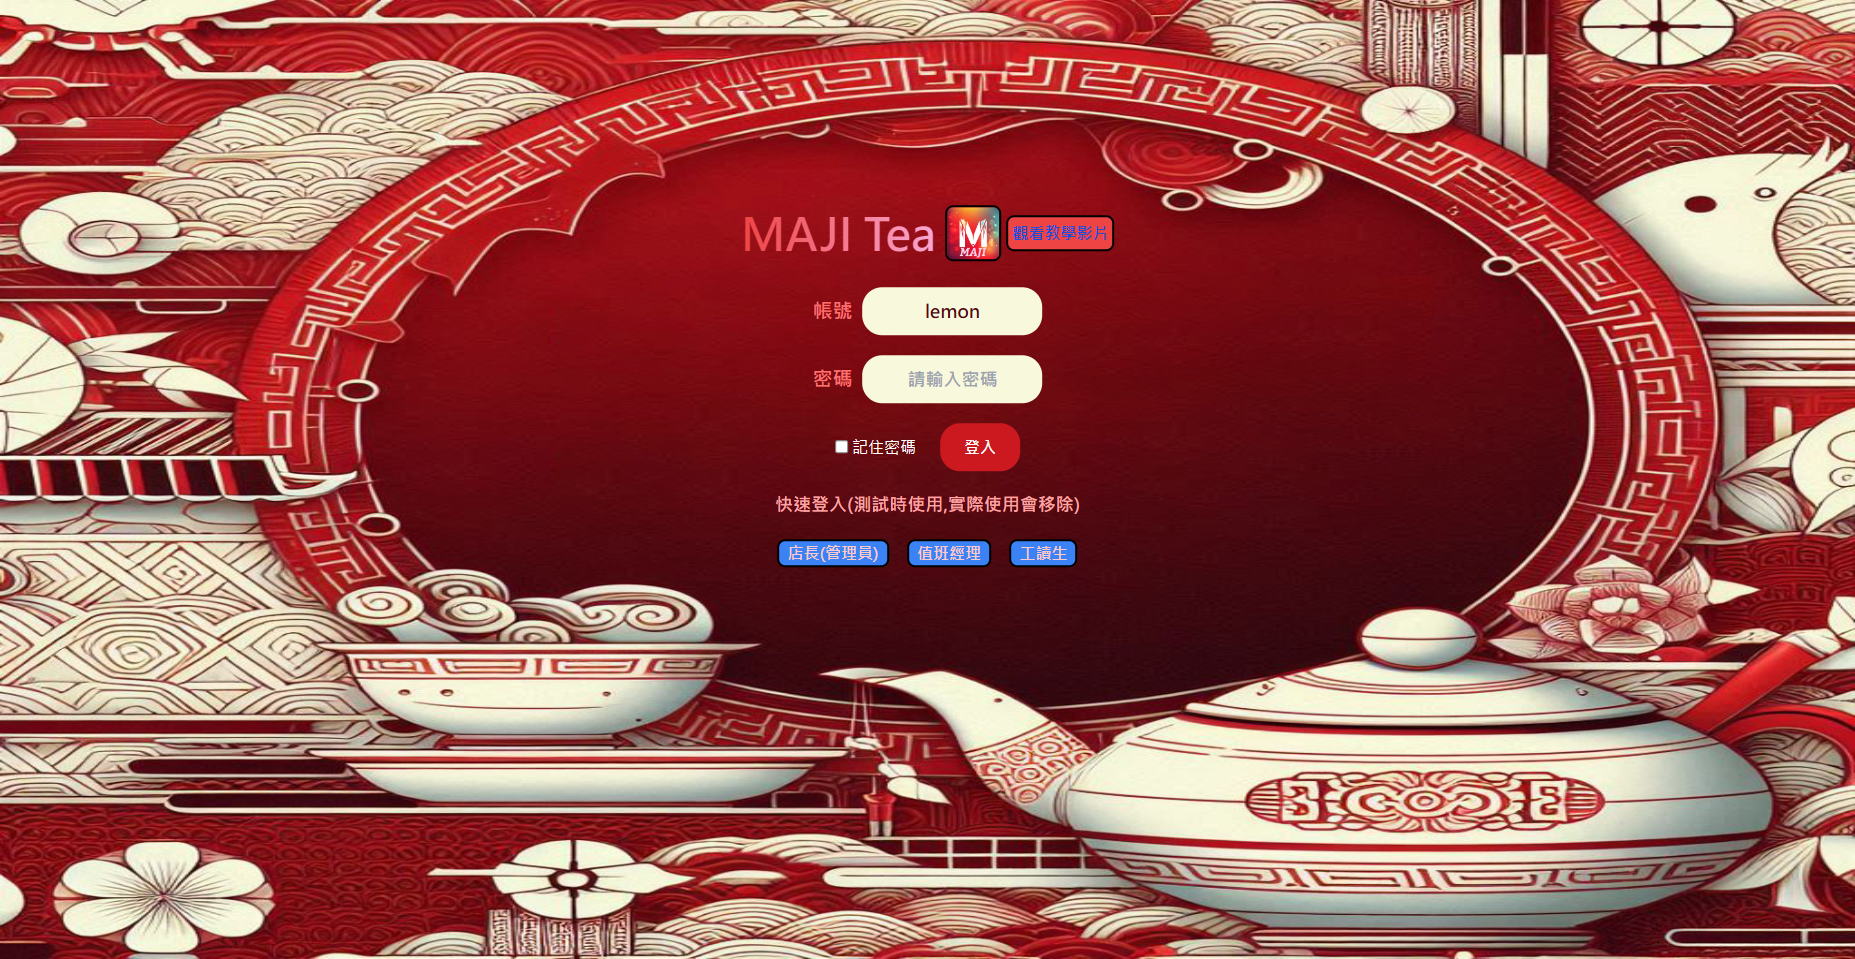 MAJI Tea M MAJI 觀看教學影片
帳號 lemon
密碼 請輸入密碼
記住密碼 登入
快速登入(測試時使用,實際使用會移除)
店長(管理員) 值班經理 工讀生